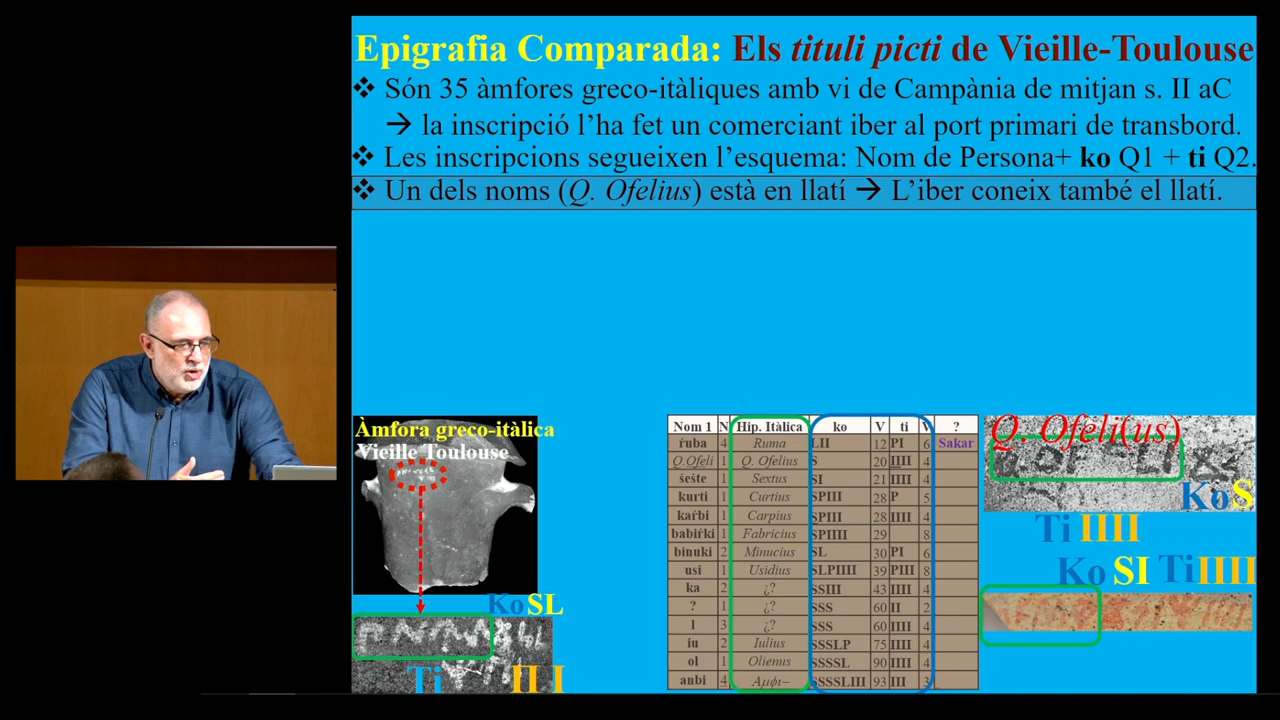 Epigrafia Comparada: Els tituli picti de Vieille-Toulouse
❖ Són 35 àmfores greco-itàliques amb vi de Campània de mitjan s. II aC
→ la inscripció l’ha fet un comerciant iber al port primari de transbord.
❖ Les inscripcions segueixen l’esquema: Nom de Persona+ ko Q1 + ti Q2.
❖ Un dels noms (Q. Ofelius) està en llatí → L’iber coneix també el llatí.
Àmfora greco-itàlica
Vieille Toulouse
Ko SL
Ti II I
Nom 1 N Hip. Itàlica ko V ti V ?
ŕuba 4 Ruma LII 12 PI 6 Sakar
Q.Ofeli 1 Q. Ofelius S 20 IIII 4
šešte 1 Sextus SI 21 IIII 4
kurti 1 Curtius SPIII 28 P 5
kaŕbi 1 Carpius SPIII 28 IIII 4
babiŕki 1 Fabricius SPIIII 29 8
binuki 2 Minucius SL 30 PI 6
usi 1 Usidius SLPIIII 39 PIII 8
ka 2 ¿? SSIII 43 IIII 4
? 1 ¿? SSS 60 II 2
l 3 ¿? SSS 60 IIII 4
iu 2 Iulius SSSLP 75 IIII 4
ol 1 Olienus SSSSL 90 IIII 4
anbi 4 Αμφι– SSSSLIII 93 III 3
Q. Ofeli(us)
Ko S
Ti IIII
Ko SI Ti IIII